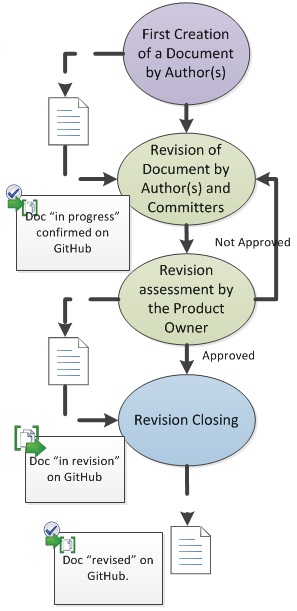 First Creation
of a Document
by Author(s)
Revision of
Document by
Author(s) and
Committers
Doc “in progress”
confirmed on
GitHub
Not Approved
Revision
assessment by
the Product
Owner
Approved
Revision Closing
Doc “in revision”
on GitHub
Doc “revised” on
GitHub.